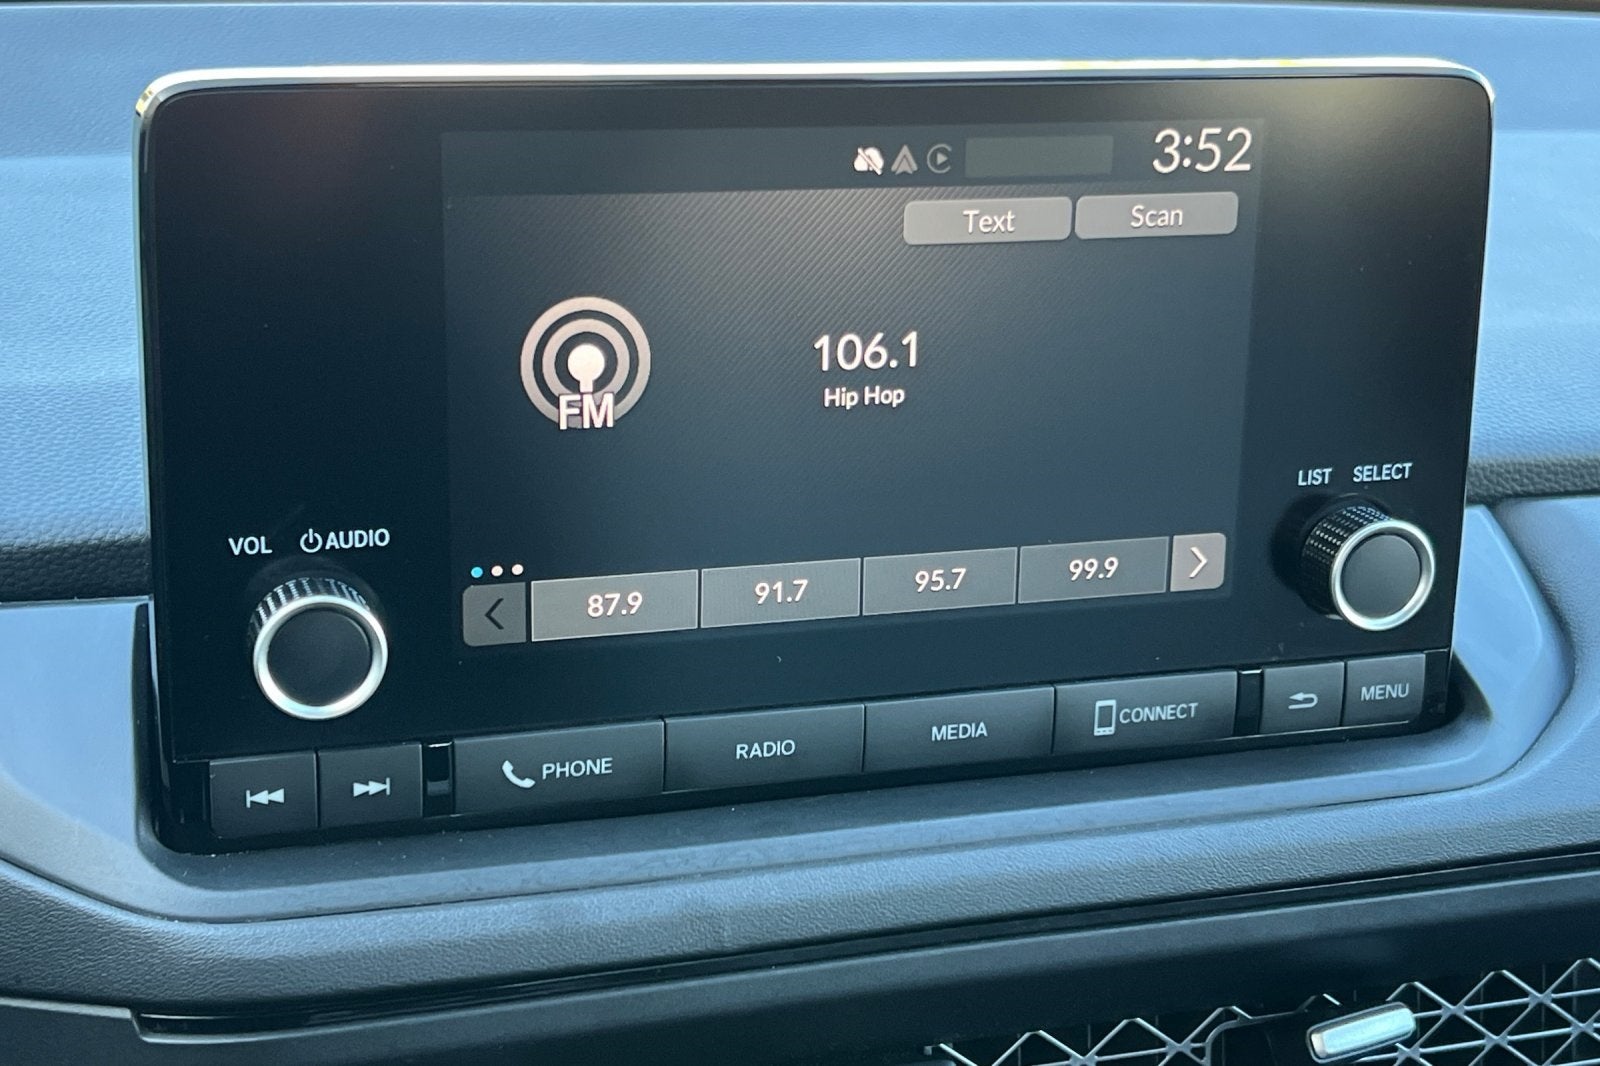 3:52
Text Scan
FM
106.1
Hip Hop
LIST SELECT
VOL AUDIO
87.9 91.7 95.7 99.9
PHONE RADIO MEDIA CONNECT MENU